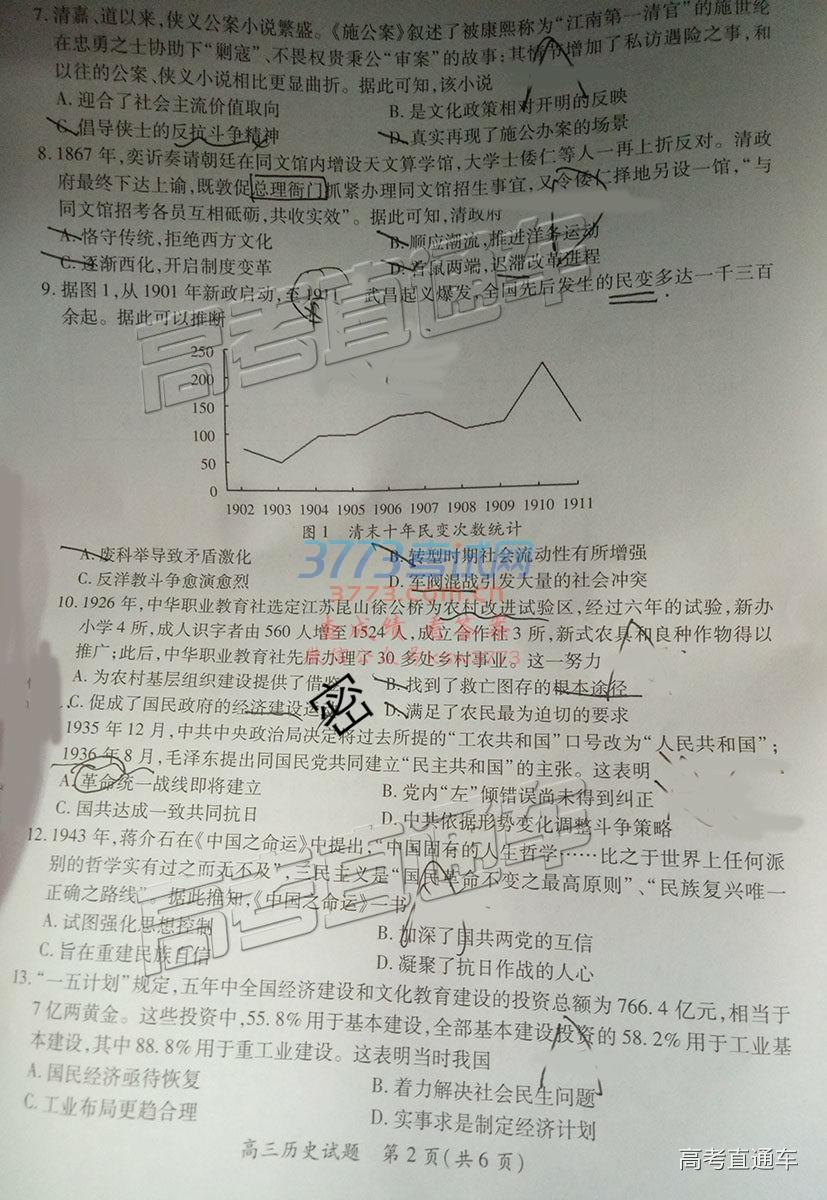 7. 清嘉、道以来，侠义公案小说繁盛。《施公案》叙述了被康熙称为“江南第一清官”的施世纶
在忠勇之士协助下“剿寇”、不畏权贵秉公“审案”的故事；其情节增加了私访遇险之事，和
以往的公案、侠义小说相比更显曲折。据此可知，该小说
A. 迎合了社会主流价值取向 B. 是文化政策相对开明的反映
C. 倡导侠士的反抗斗争精神 D. 真实再现了施公办案的场景
8. 1867 年，奕䜣奏请朝廷在同文馆内增设天文算学馆，大学士倭仁等人一再上折反对。清政
府最终下达上谕，既敦促总理衙门抓紧办理同文馆招生事宜，又令倭仁择地另设一馆，“与
同文馆招考各员互相砥砺，共收实效”。据此可知，清政府
A. 恪守传统，拒绝西方文化 B. 顺应潮流，推进洋务运动
C. 逐渐西化，开启制度变革 D. 首鼠两端，迟滞改革进程
9. 据图 1，从 1901 年新政启动，至 1911 武昌起义爆发，全国先后发生的民变多达一千三百
余起。据此可以推断
250
200
150
100
50
0
1902 1903 1904 1905 1906 1907 1908 1909 1910 1911
图 1 清末十年民变次数统计
A. 废科举导致矛盾激化 B. 转型时期社会流动性有所增强
C. 反洋教斗争愈演愈烈 D. 军阀混战引发大量的社会冲突
10. 1926 年，中华职业教育社选定江苏昆山徐公桥为农村改进试验区，经过六年的试验，新办
小学 4 所，成人识字者由 560 人增至 1524 人，成立合作社 3 所，新式农具和良种作物得以
推广；此后，中华职业教育社先后办理了 30 多处乡村事业。这一努力
A. 为农村基层组织建设提供了借鉴 B. 找到了救亡图存的根本途径
C. 促成了国民政府的经济建设运动 D. 满足了农民最为迫切的要求
1935 年 12 月，中共中央政治局决定将过去所提的“工农共和国”口号改为“人民共和国”；
1936 年 8 月，毛泽东提出同国民党共同建立“民主共和国”的主张。这表明
A. 革命统一战线即将建立 B. 党内“左”倾错误尚未得到纠正
C. 国共达成一致共同抗日 D. 中共依据形势变化调整斗争策略
12. 1943 年，蒋介石在《中国之命运》中提出，“中国固有的人生哲学……比之于世界上任何派
别的哲学实有过之而无不及”，三民主义是“国民革命不变之最高原则”、“民族复兴唯一
正确之路线”。据此推知，《中国之命运》一书
A. 试图强化思想控制 B. 加深了国共两党的互信
C. 旨在重建民族自信 D. 凝聚了抗日作战的人心
13. “一五计划”规定，五年中全国经济建设和文化教育建设的投资总额为 766.4 亿元，相当于
7 亿两黄金。这些投资中，55.8%用于基本建设，全部基本建设投资的 58.2%用于工业基
本建设，其中 88.8%用于重工业建设。这表明当时我国
A. 国民经济亟待恢复 B. 着力解决社会民生问题
C. 工业布局更趋合理 D. 实事求是制定经济计划
高三历史试题 第 2 页(共 6 页)
密
高考直通车
高考直通车
3773考试网
3773.com.cn
高考直通车